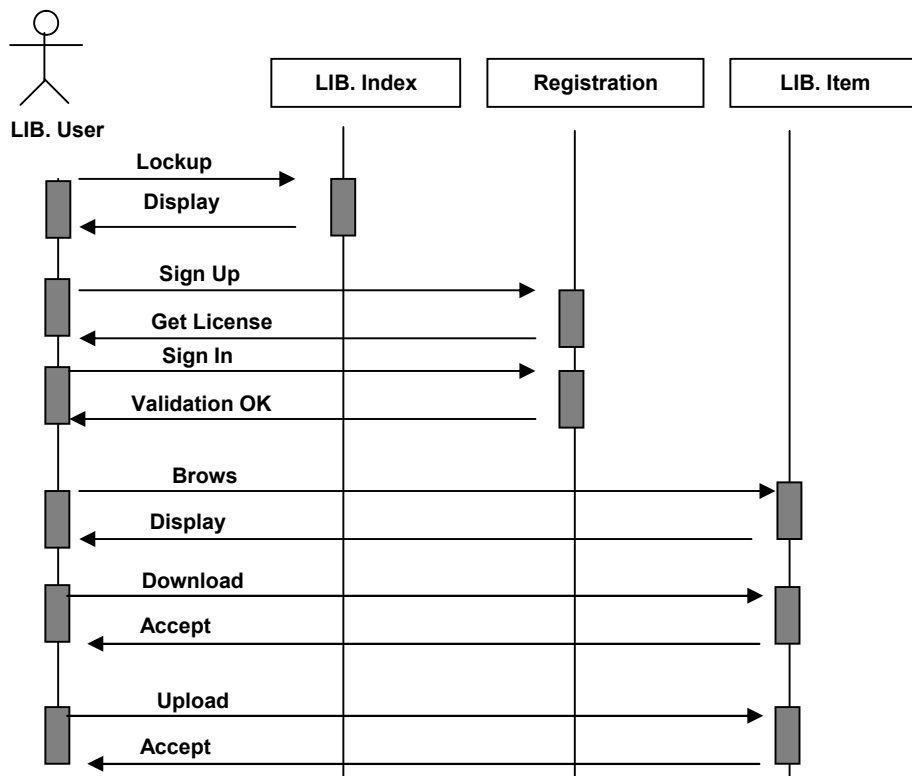 LIB. Index
Registration
LIB. Item
LIB. User
Lockup
Display
Sign Up
Get License
Sign In
Validation OK
Brows
Display
Download
Accept
Upload
Accept